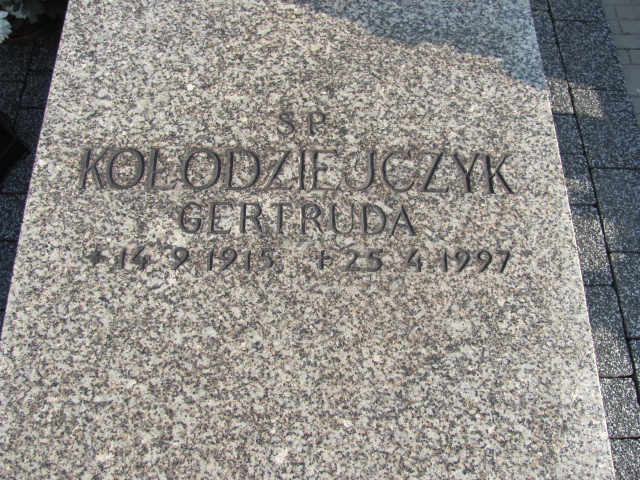 Ś.P.
KOŁODZIEJCZYK
GERTRUDA
* 14.9.1915. +25.4.1997